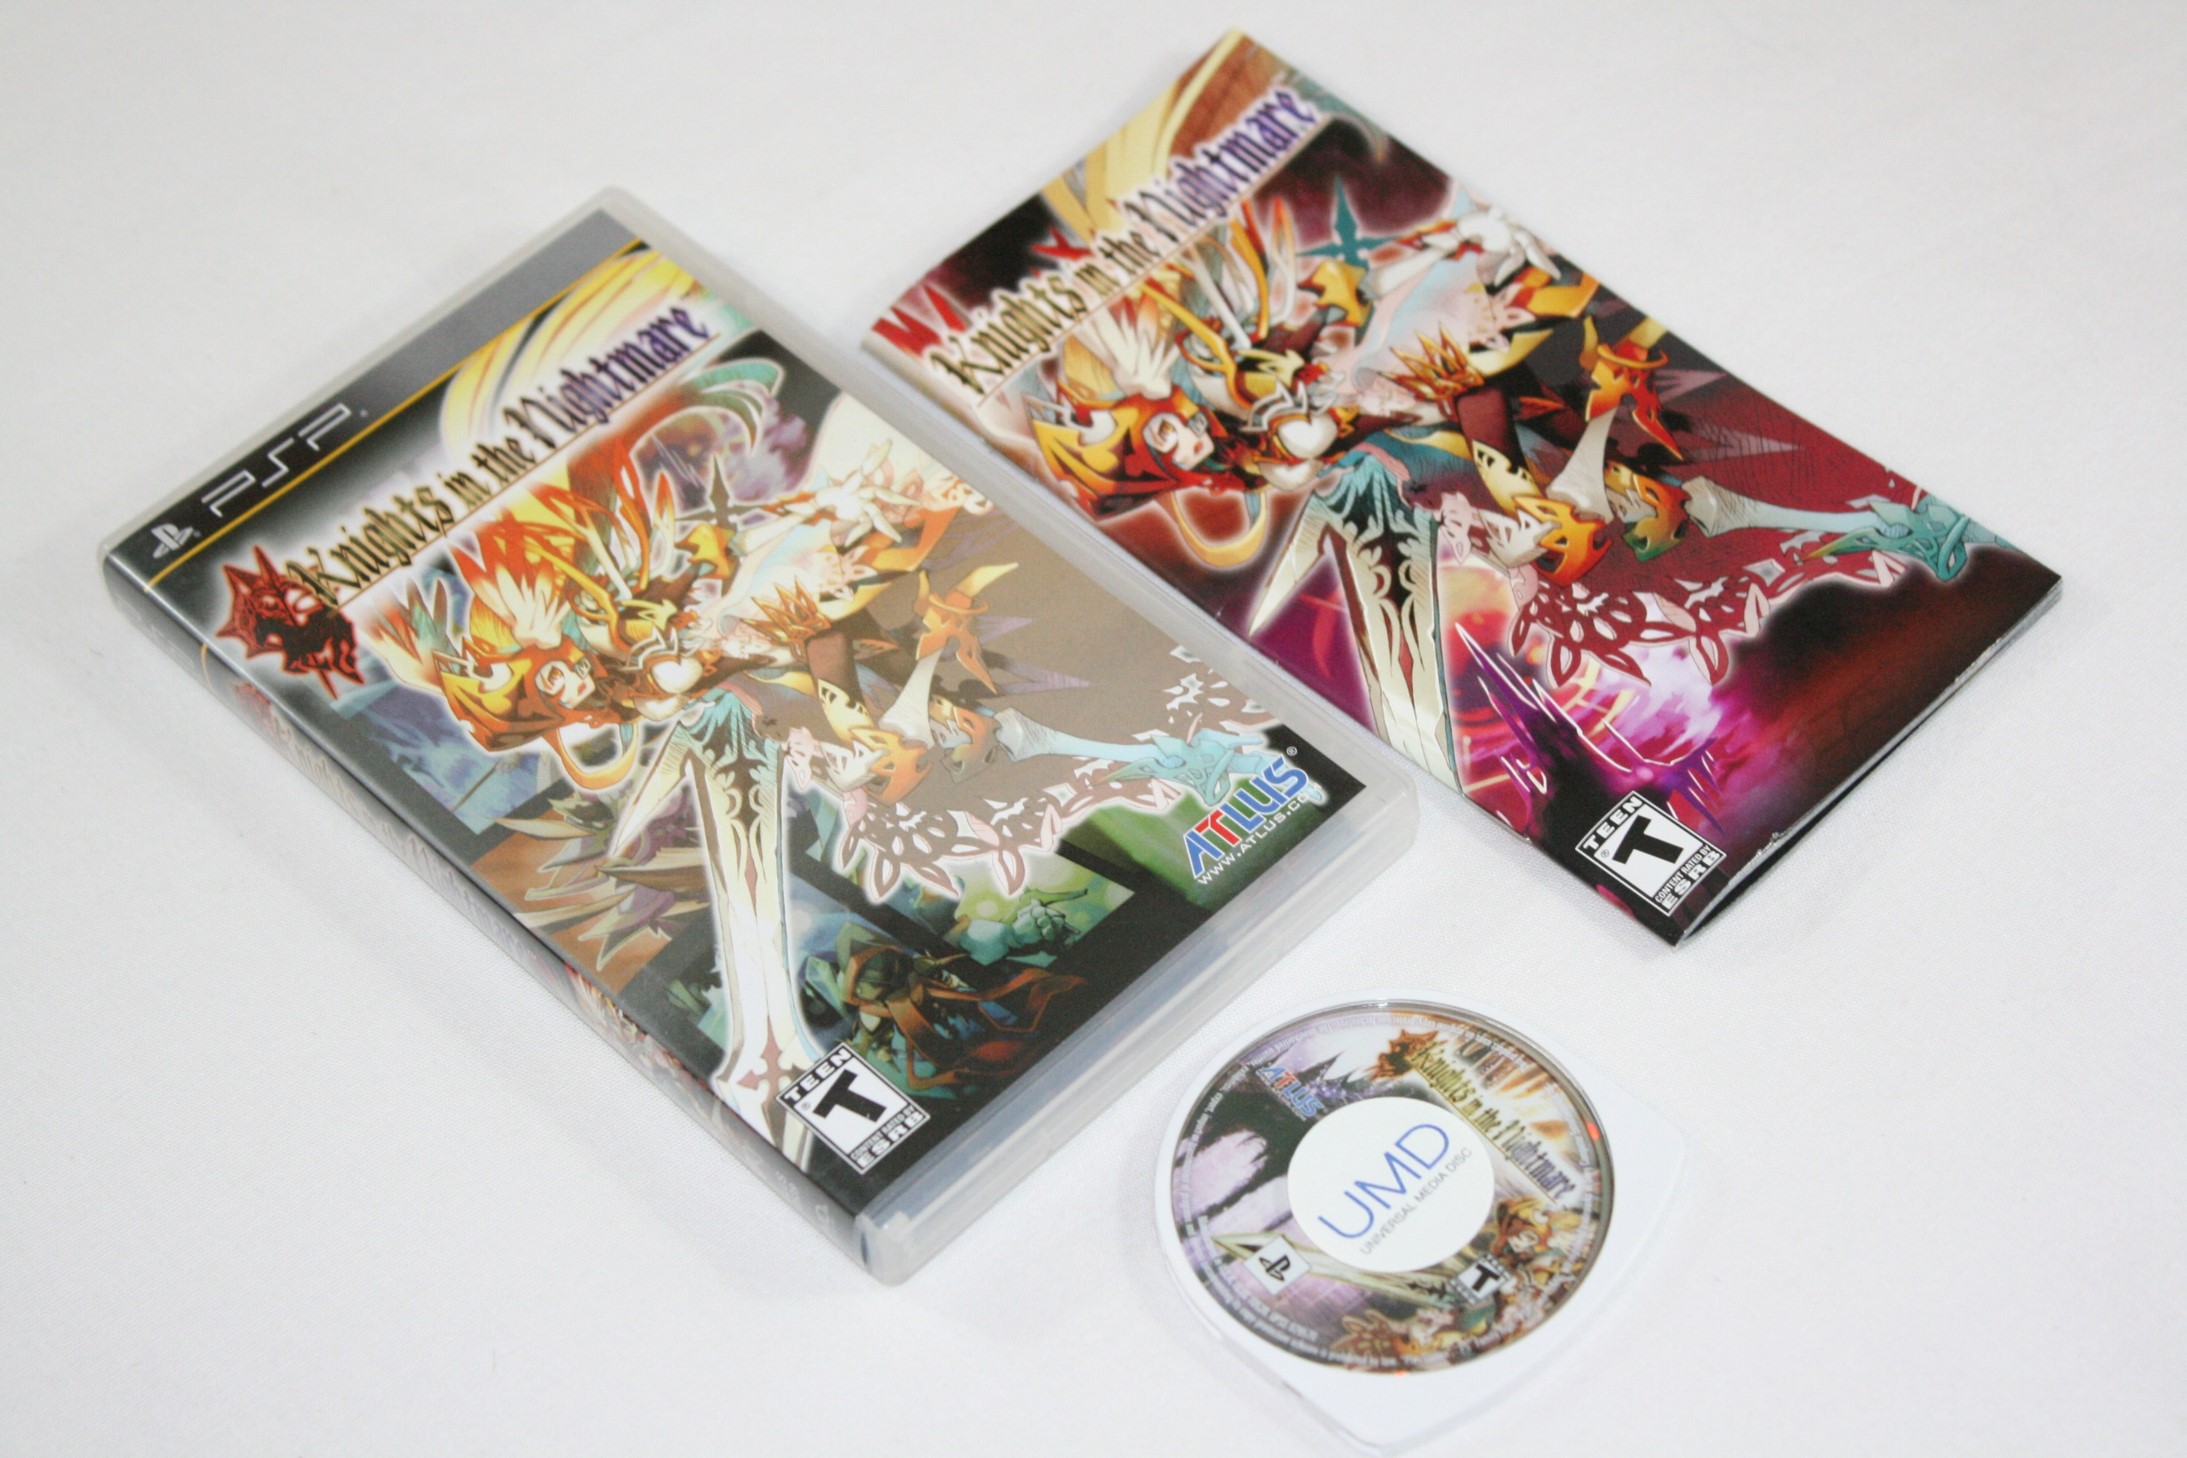 PSP
Knights in the Nightmare
ATLUS®
WWW.ATLUS.COM
TEEN
T
CONTENT RATED BY
ESRB
Knights in the Nightmare
TEEN
T
CONTENT RATED BY
ESRB
ATLUS
Knights in the Nightmare
UMD
UNIVERSAL MEDIA DISC
T